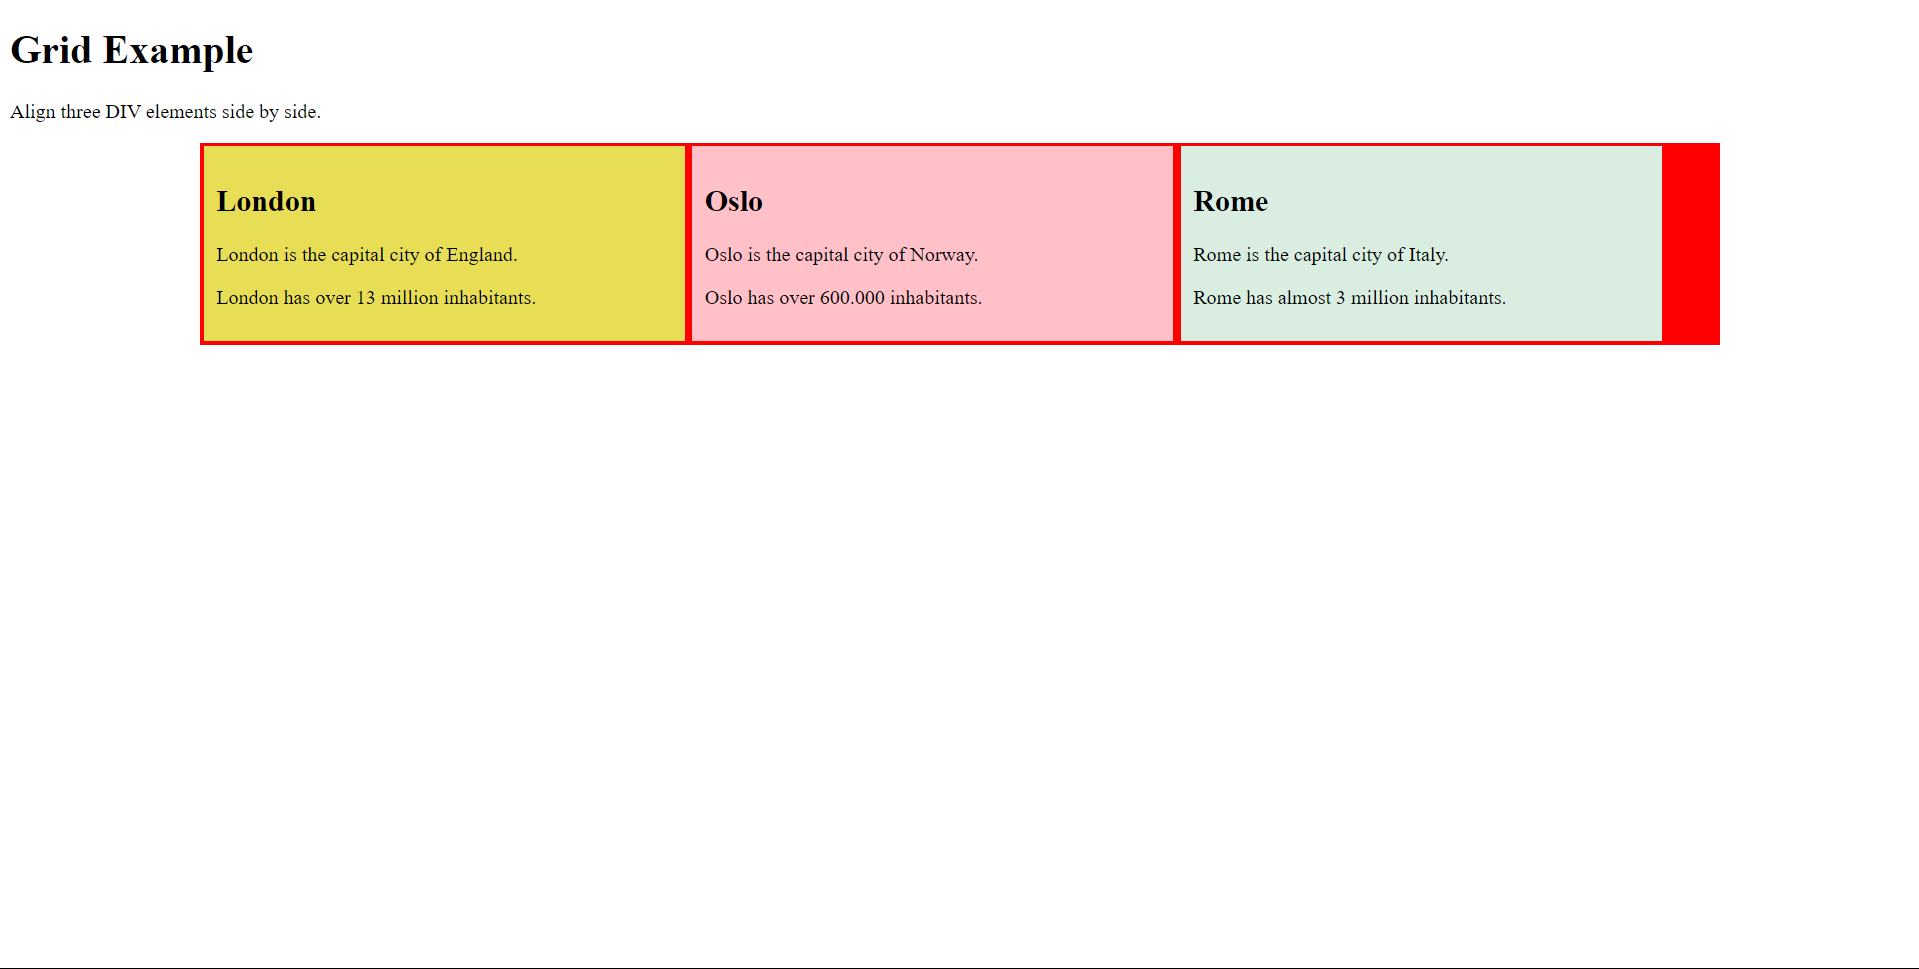 Grid Example
Align three DIV elements side by side.
London
London is the capital city of England.
London has over 13 million inhabitants.
Oslo
Oslo is the capital city of Norway.
Oslo has over 600.000 inhabitants.
Rome
Rome is the capital city of Italy.
Rome has almost 3 million inhabitants.